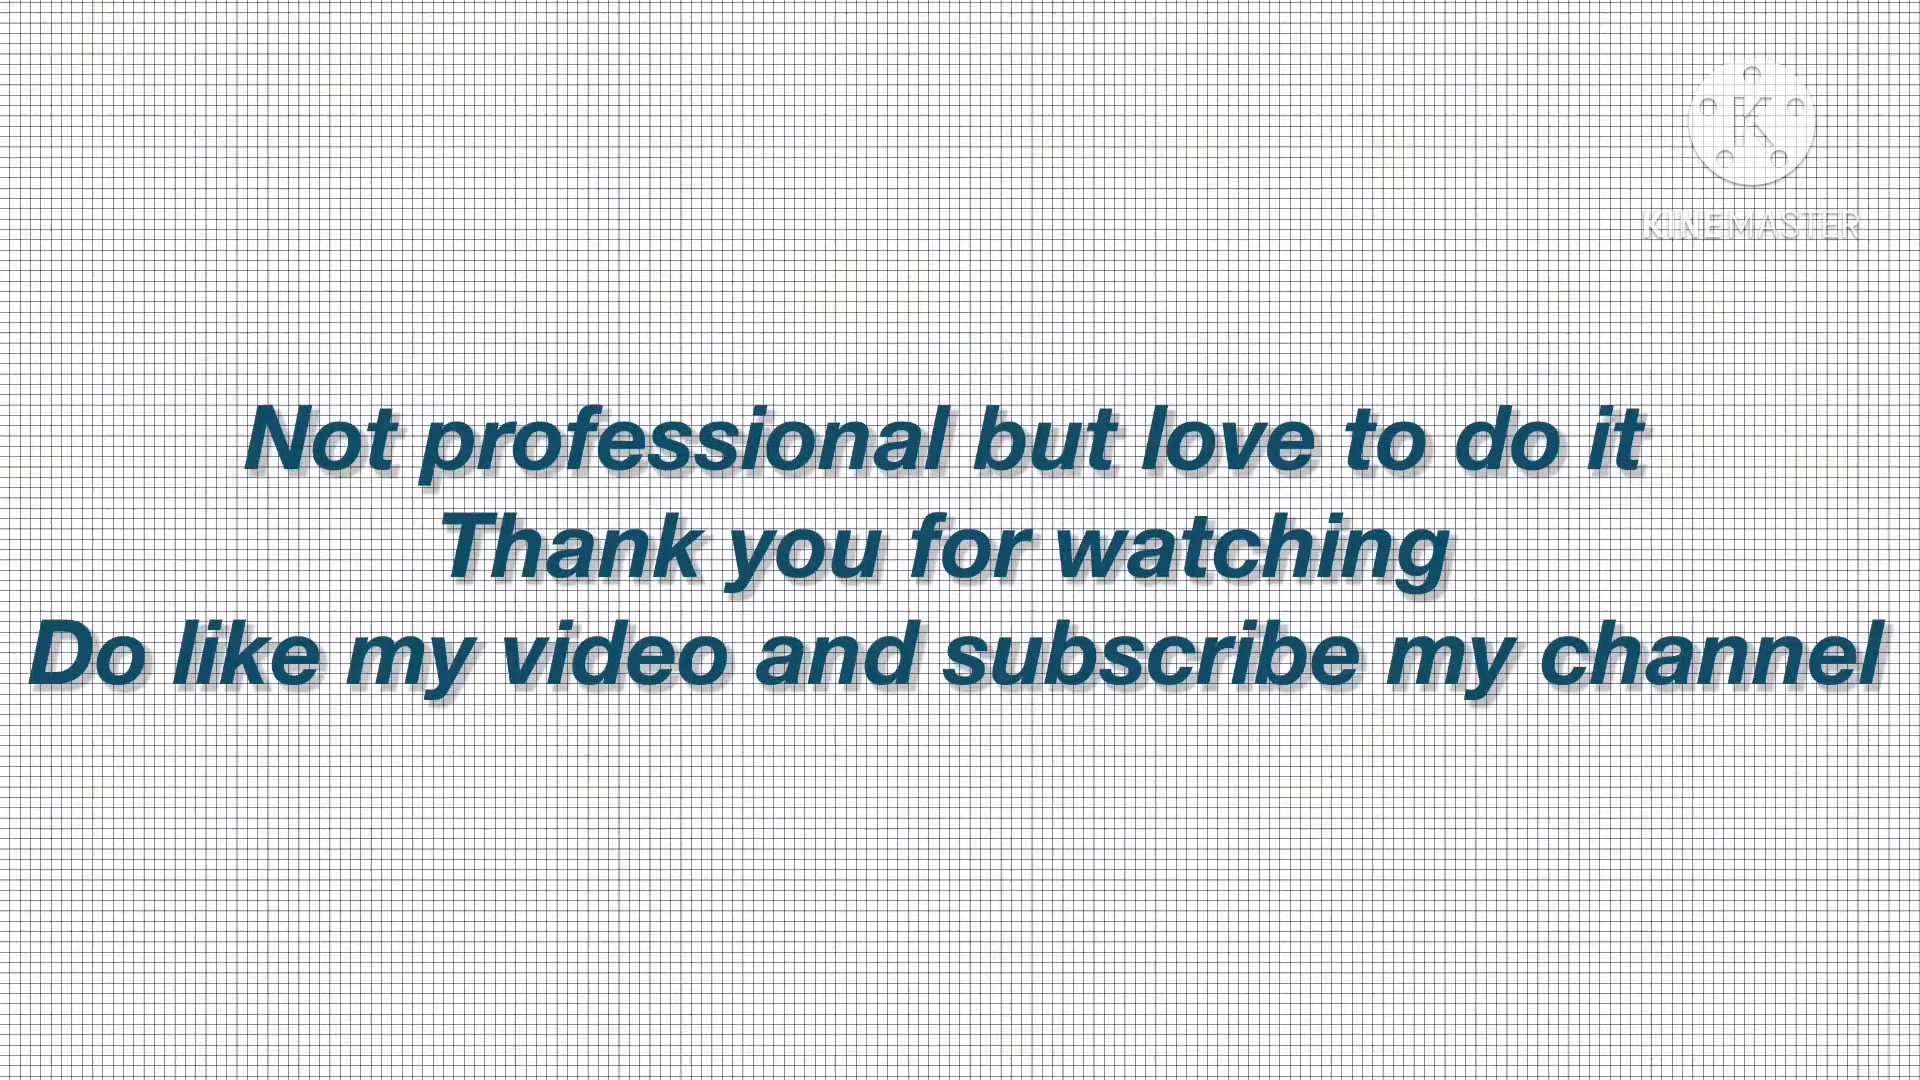 K
KINEMASTER
Not professional but love to do it
Thank you for watching
Do like my video and subscribe my channel